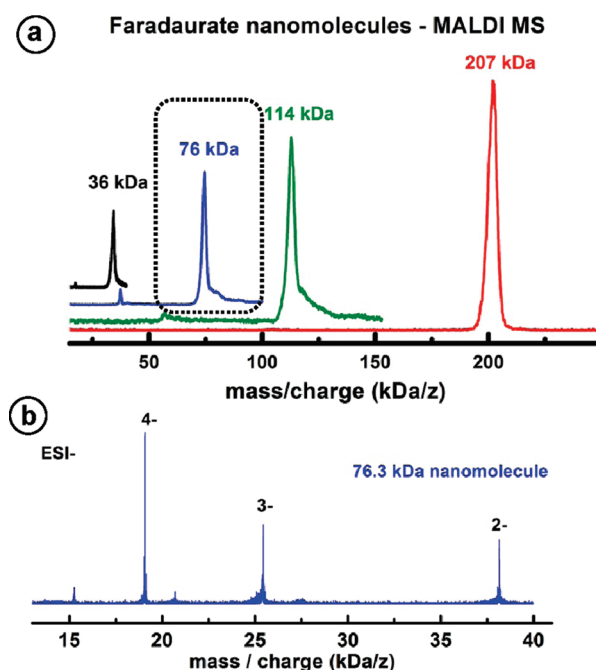 a
Faradaurate nanomolecules - MALDI MS
207 kDa
114 kDa
76 kDa
36 kDa
50 100 150 200
mass/charge (kDa/z)
b
4-
ESI-
76.3 kDa nanomolecule
3-
2-
15 20 25 30 35 40
mass / charge (kDa/z)